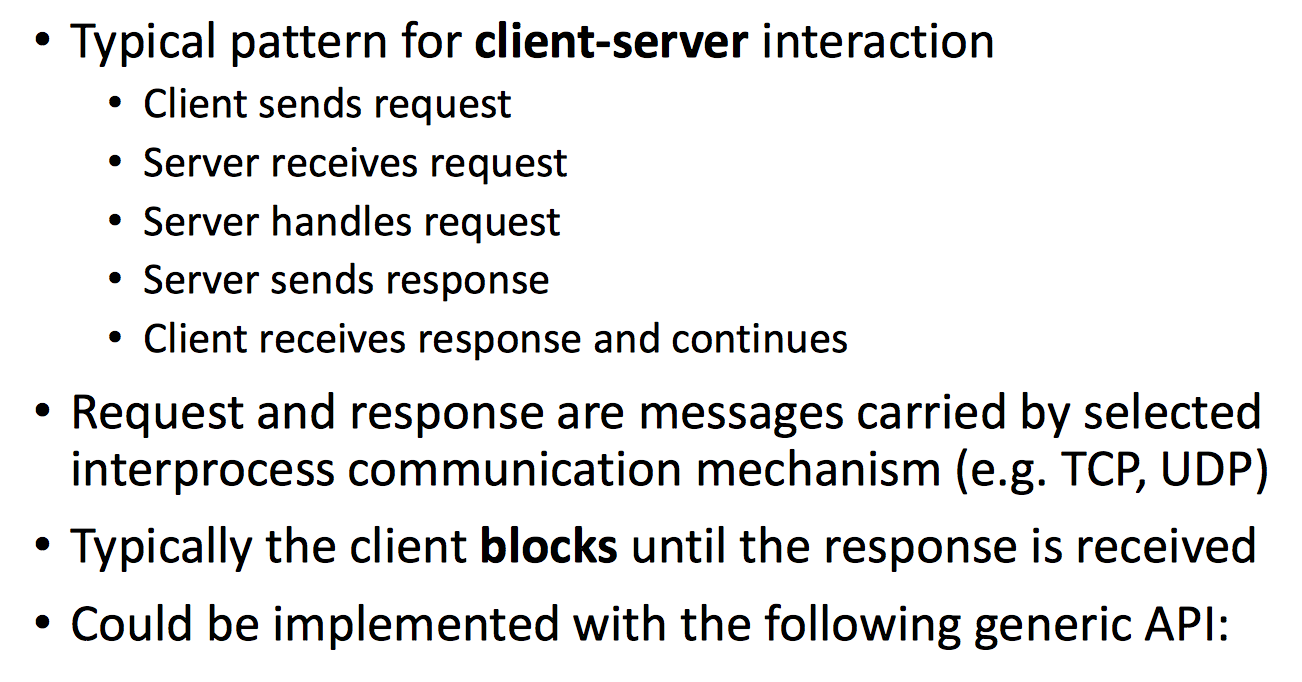 • Typical pattern for client-server interaction
• Client sends request
• Server receives request
• Server handles request
• Server sends response
• Client receives response and continues
• Request and response are messages carried by selected
interprocess communication mechanism (e.g. TCP, UDP)
• Typically the client blocks until the response is received
• Could be implemented with the following generic API: